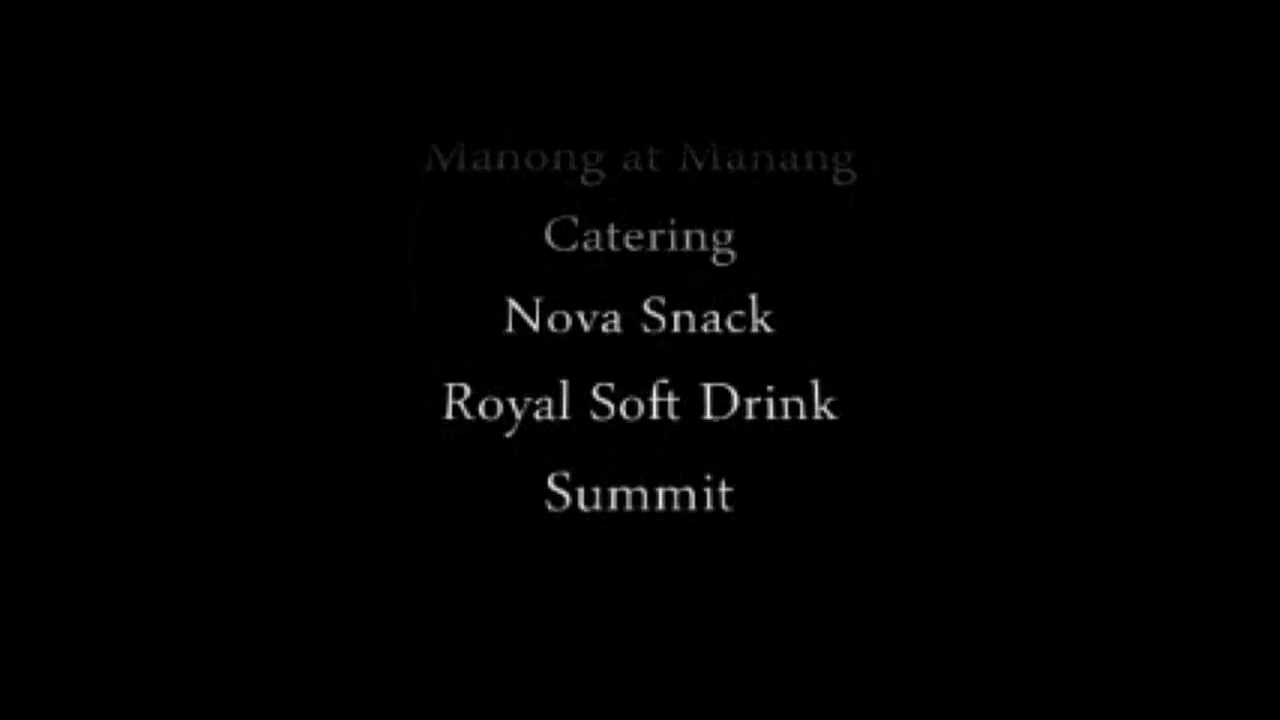 Manong at Manang
Catering
Nova Snack
Royal Soft Drink
Summit